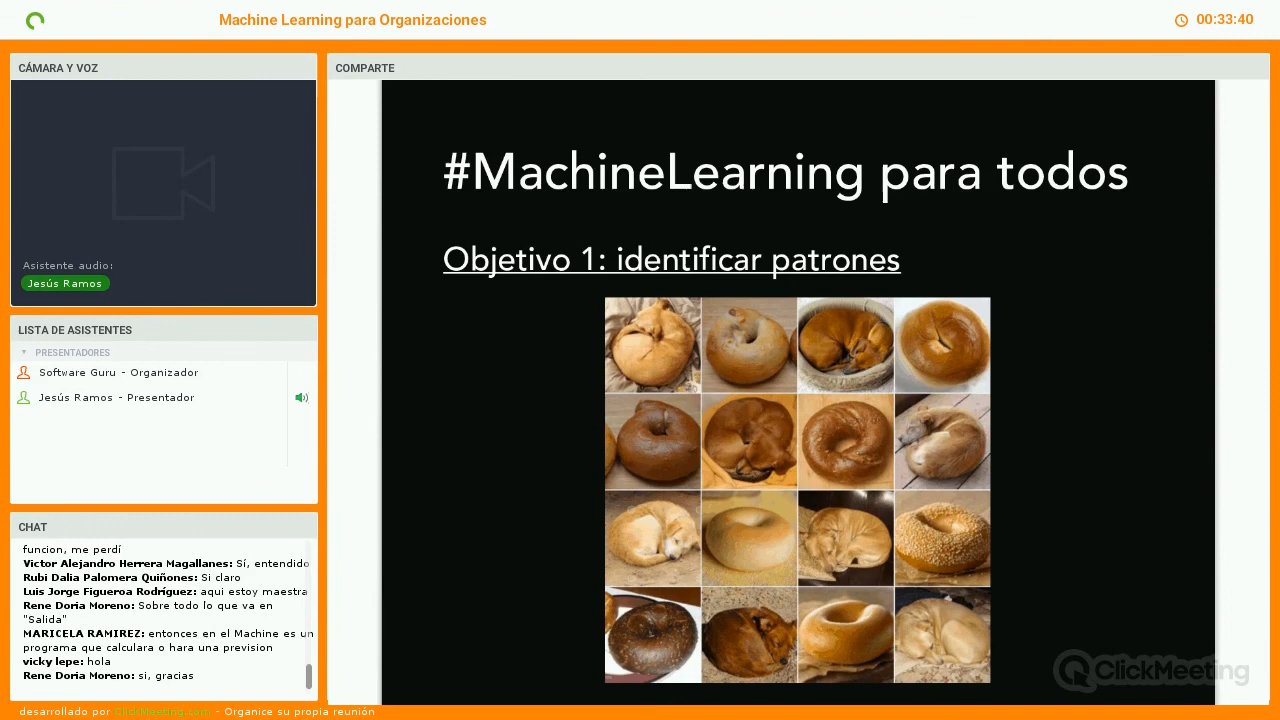 Machine Learning para Organizaciones
00:33:40
CÁMARA Y VOZ
Asistente audio:
Jesús Ramos
LISTA DE ASISTENTES
PRESENTADORES
Software Guru - Organizador
Jesús Ramos - Presentador
CHAT
funcion, me perdí
Victor Alejandro Herrera Magallanes: Sí, entendido
Rubi Dalia Palomera Quiñones: Si claro
Luis Jorge Figueroa Rodríguez: aqui estoy maestra
Rene Doria Moreno: Sobre todo lo que va en
"Salida"
MARICELA RAMIREZ: entonces en el Machine es un
programa que calculara o hara una prevision
vicky lepe: hola
Rene Doria Moreno: si, gracias
COMPARTE
#MachineLearning para todos
Objetivo 1: identificar patrones
ClickMeeting
desarrollado por ClickMeeting.com - Organice su propia reunión